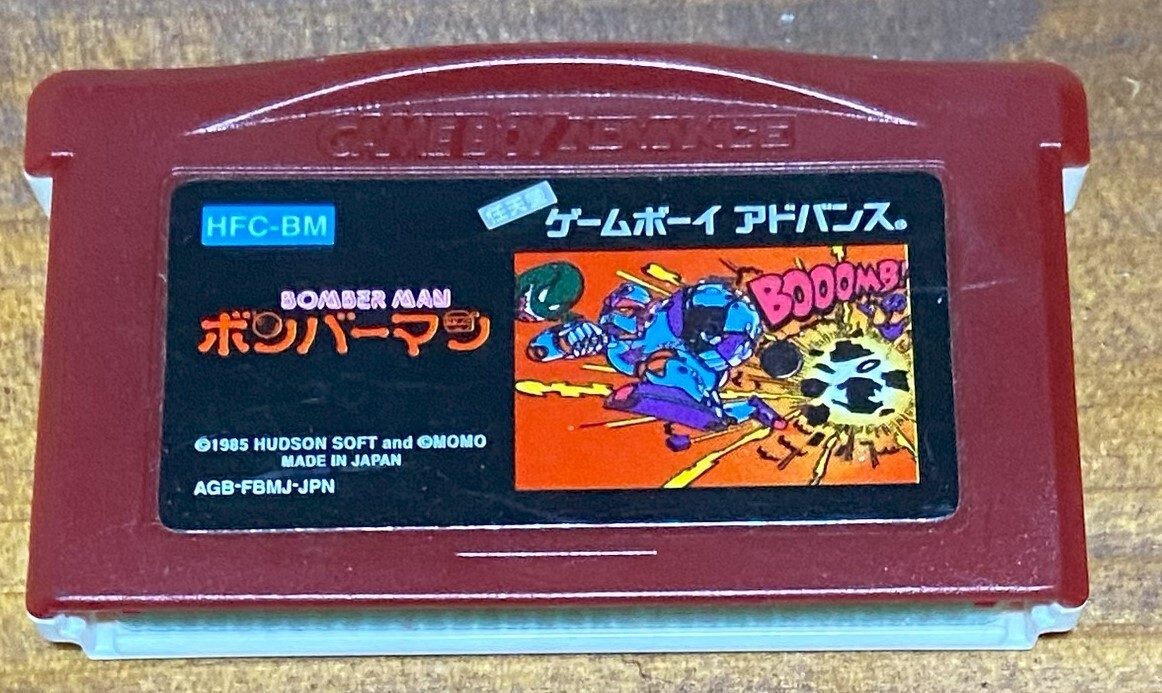 GAME BOY ADVANCE
HFC-BM
任天堂
ゲームボーイ アドバンス®
BOOOMB!
BOMBER MAN
ボンバーマン
©1985 HUDSON SOFT and ©MOMO
MADE IN JAPAN
AGB-FBMJ-JPN